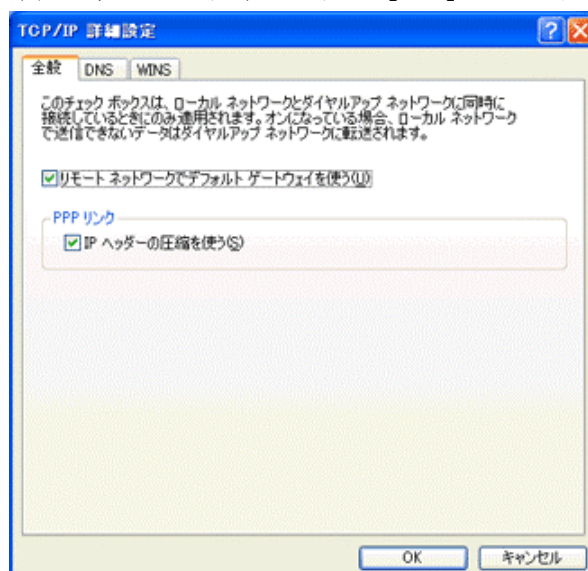 TCP/IP 詳細設定
全般 DNS WINS
このチェック ボックスは、ローカル ネットワークとダイヤルアップ ネットワークに同時に
接続しているときにのみ適用されます。オンになっている場合、ローカル ネットワーク
で送信できないデータはダイヤルアップ ネットワークに転送されます。
リモート ネットワークでデフォルト ゲートウェイを使う(U)
PPP リンク
IP ヘッダーの圧縮を使う(S)
OK キャンセル